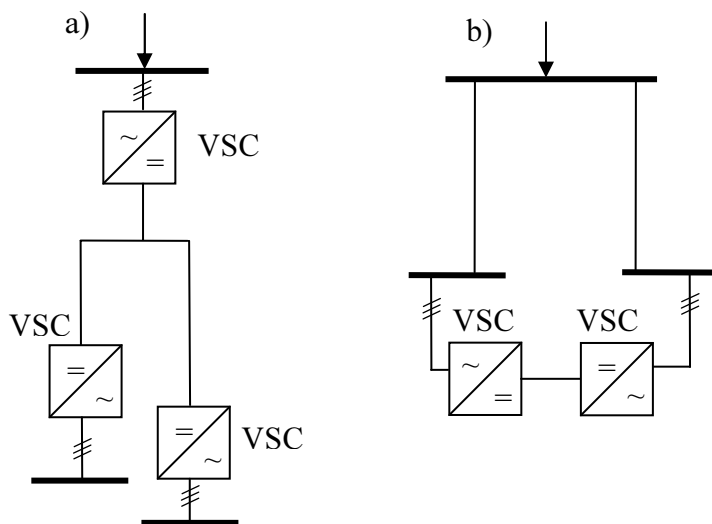 a)
VSC
~
=
VSC
=
~
=
~
VSC
b)
VSC
VSC
~
=
=
~